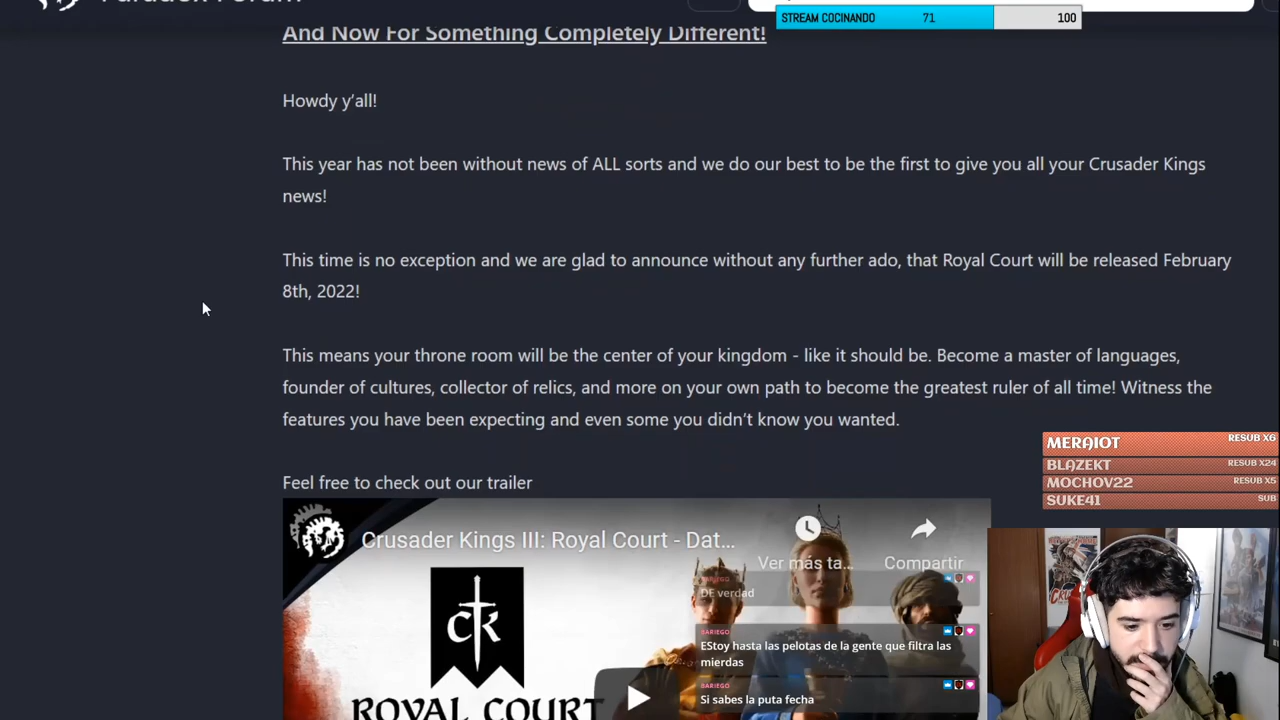 Paradox Forum
STREAM COCINANDO 71 100
And Now For Something Completely Different!
Howdy y'all!
This year has not been without news of ALL sorts and we do our best to be the first to give you all your Crusader Kings
news!
This time is no exception and we are glad to announce without any further ado, that Royal Court will be released February
8th, 2022!
This means your throne room will be the center of your kingdom - like it should be. Become a master of languages,
founder of cultures, collector of relics, and more on your own path to become the greatest ruler of all time! Witness the
features you have been expecting and even some you didn't know you wanted.
MERAIOT RESUB X6
BLAZEKT RESUB X24
MOCHOV22 RESUB X5
SUKE41 SUB
Feel free to check out our trailer
Crusader Kings III: Royal Court - Dat...
Ver más ta...
Compartir
CK
ROYAL COURT
BARIEGO
DE verdad
BARIEGO
EStoy hasta las pelotas de la gente que filtra las
mierdas
BARIEGO
Si sabes la puta fecha